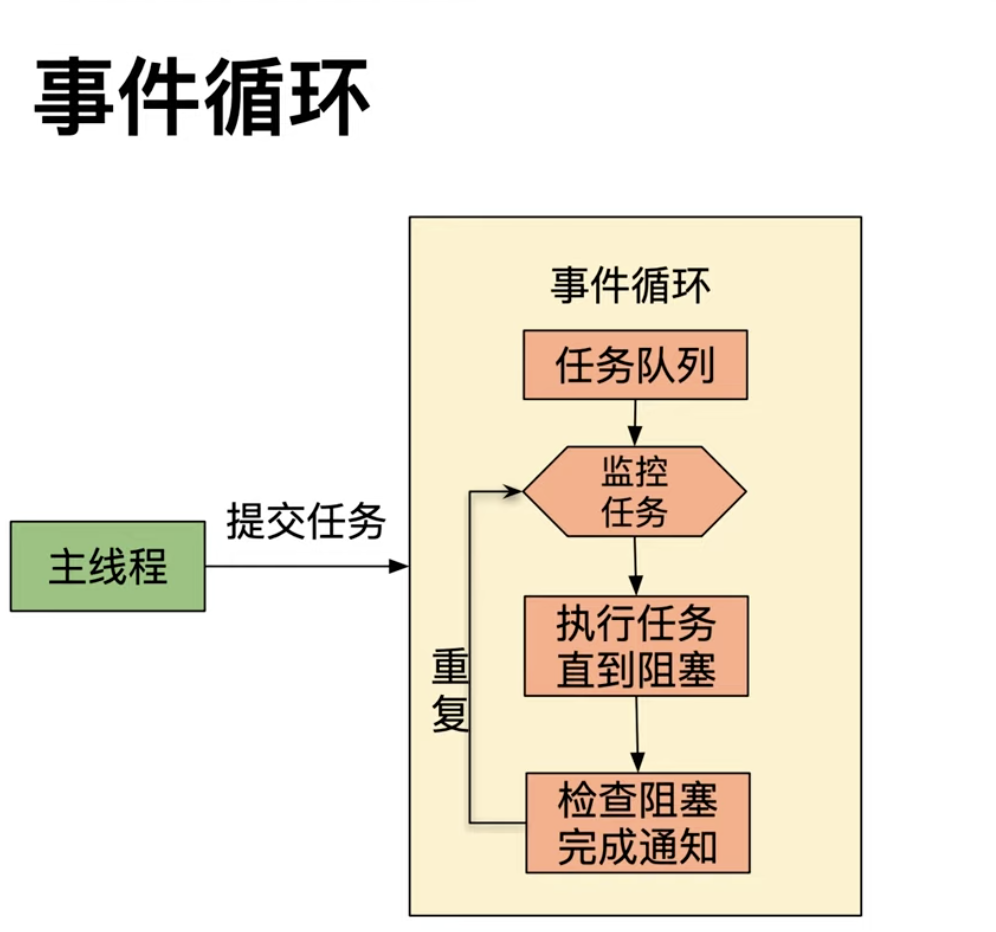 事件循环
事件循环
任务队列
监控
任务
提交任务
主线程
执行任务
直到阻塞
重
复
检查阻塞
完成通知